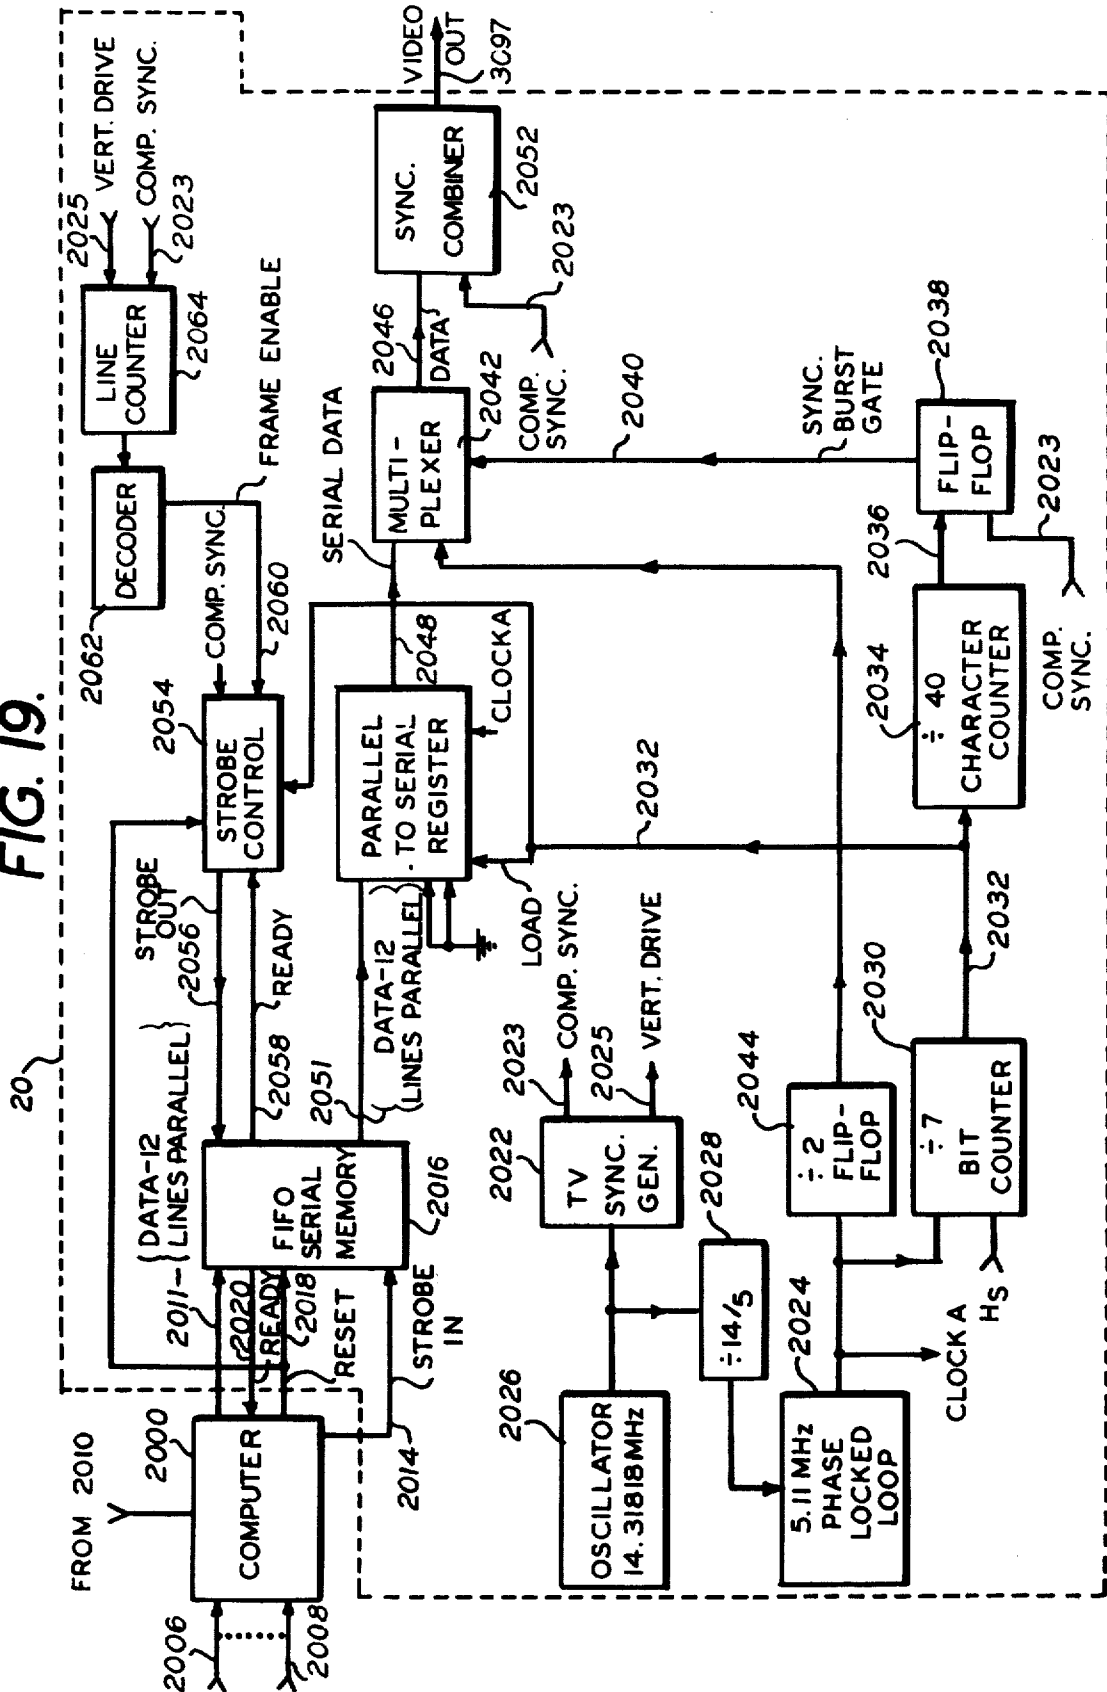 FIG. 19.
20
FROM 2010
2000
COMPUTER
2006
2008
2011
{DATA-12
LINES PARALLEL}
2020
READY
2018
RESET
STROBE
IN
2014
FIFO
SERIAL
MEMORY
2016
STROBE
OUT
2056
READY
2058
2051
DATA-12
(LINES PARALLEL)
2054
STROBE
CONTROL
COMP. SYNC.
2060
FRAME ENABLE
2062
DECODER
LINE
COUNTER
2064
2025
VERT. DRIVE
COMP. SYNC.
2023
PARALLEL
TO SERIAL
REGISTER
LOAD
CLOCKA
2048
SERIAL DATA
MULTI-
PLEXER
2042
2046
DATA
SYNC.
COMBINER
2052
VIDEO
OUT
3097
2023
COMP.
SYNC.
2040
SYNC.
BURST
GATE
2026
OSCILLATOR
14.31818MHz
2022
TV
SYNC.
GEN.
2023
COMP. SYNC.
2025
VERT. DRIVE
2028
÷14/5
2024
5.11 MHz
PHASE
LOCKED
LOOP
CLOCK A
2044
÷2
FLIP-
FLOP
2032
2030
÷7
BIT
COUNTER
HS
2032
2034
÷40
CHARACTER
COUNTER
2036
2038
FLIP-
FLOP
2023
COMP.
SYNC.